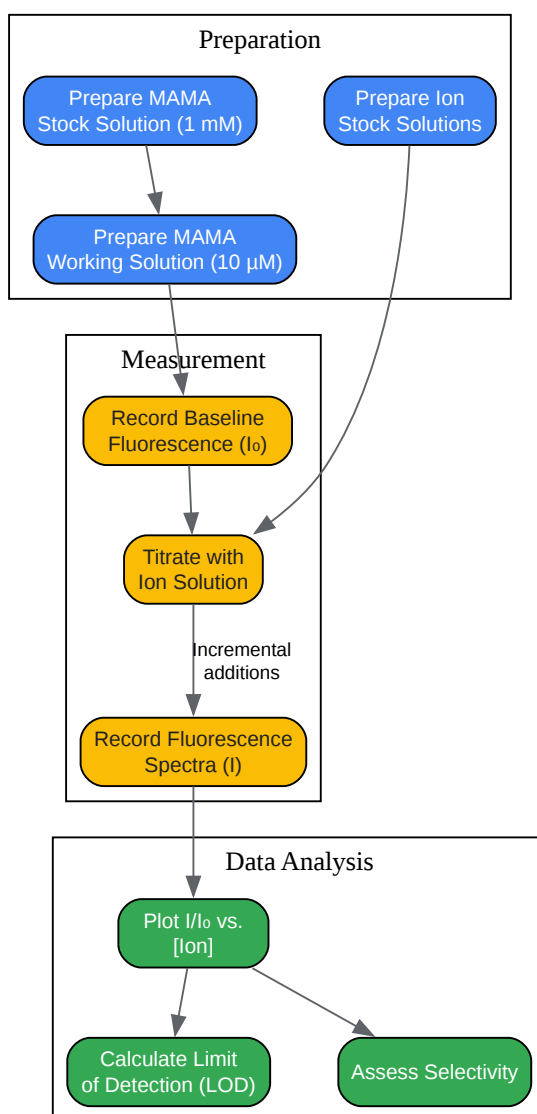 Preparation
Prepare MAMA
Stock Solution (1 mM)
Prepare Ion
Stock Solutions
Prepare MAMA
Working Solution (10 µM)
Measurement
Record Baseline
Fluorescence (I₀)
Titrate with
Ion Solution
Incremental
additions
Record Fluorescence
Spectra (I)
Data Analysis
Plot I/I₀ vs.
[Ion]
Calculate Limit
of Detection (LOD)
Assess Selectivity